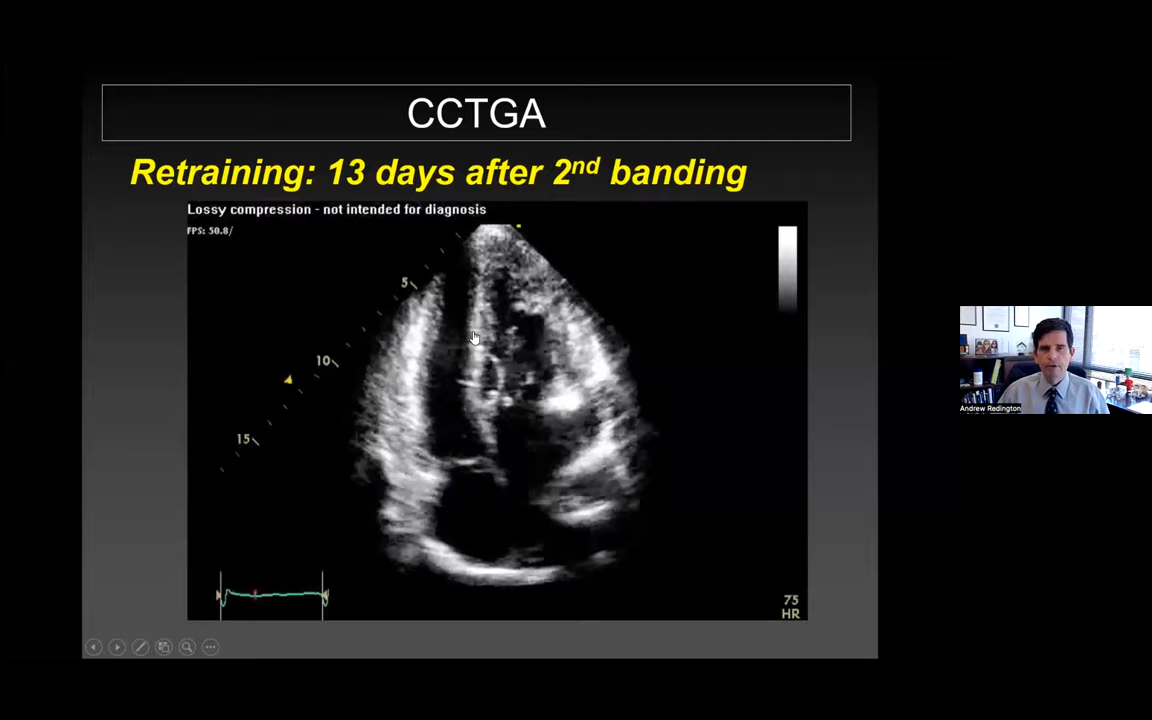 CCTGA
Retraining: 13 days after 2nd banding
Lossy compression - not intended for diagnosis
FPS: 50.8/
5
10
15
75
HR
Andrew Redington